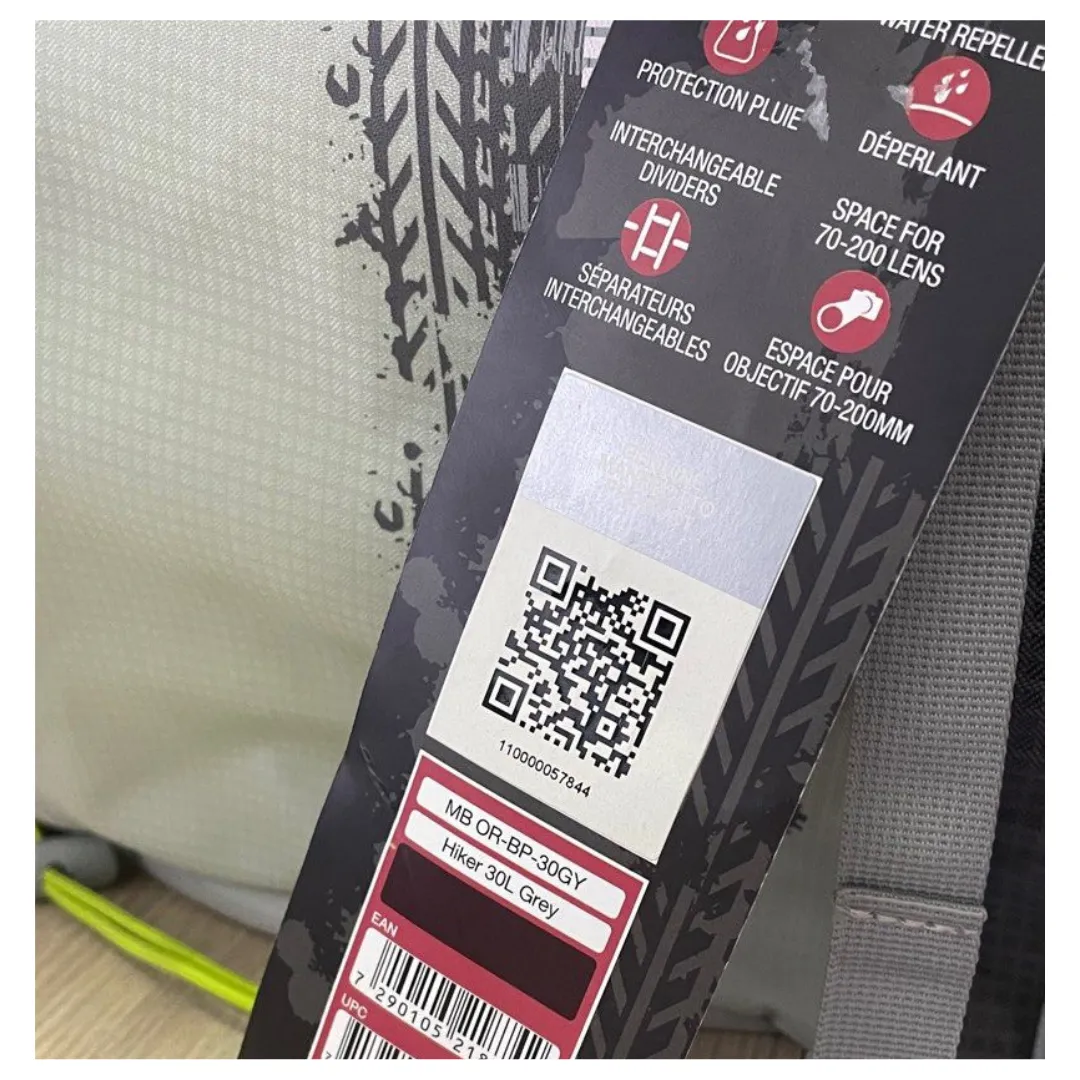 WATER REPELLE
PROTECTION PLUIE
DÉPERLANT
INTERCHANGEABLE
DIVIDERS
SPACE FOR
70-200 LENS
SÉPARATEURS
INTERCHANGEABLES
ESPACE POUR
OBJECTIF 70-200MM
110000057844
MB OR-BP-30GY
Hiker 30L Grey
EAN
7 290105 218
UPC